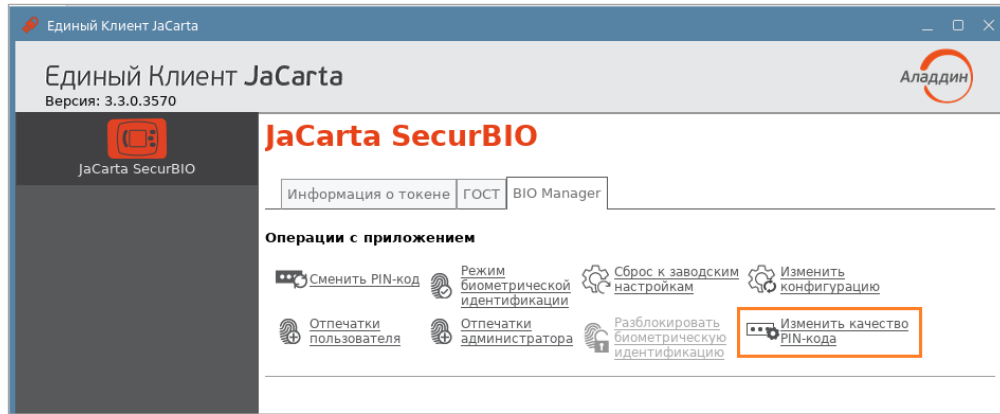 Единый Клиент JaCarta
Единый Клиент JaCarta
Версия: 3.3.0.3570
Аладдин
JaCarta SecurBIO
JaCarta SecurBIO
Информация о токене
ГОСТ
BIO Manager
Операции с приложением
Сменить PIN-код
Режим
биометрической
идентификации
Сброс к заводским
настройкам
Изменить
конфигурацию
Отпечатки
пользователя
Отпечатки
администратора
Разблокировать
биометрическую
идентификацию
Изменить качество
PIN-кода